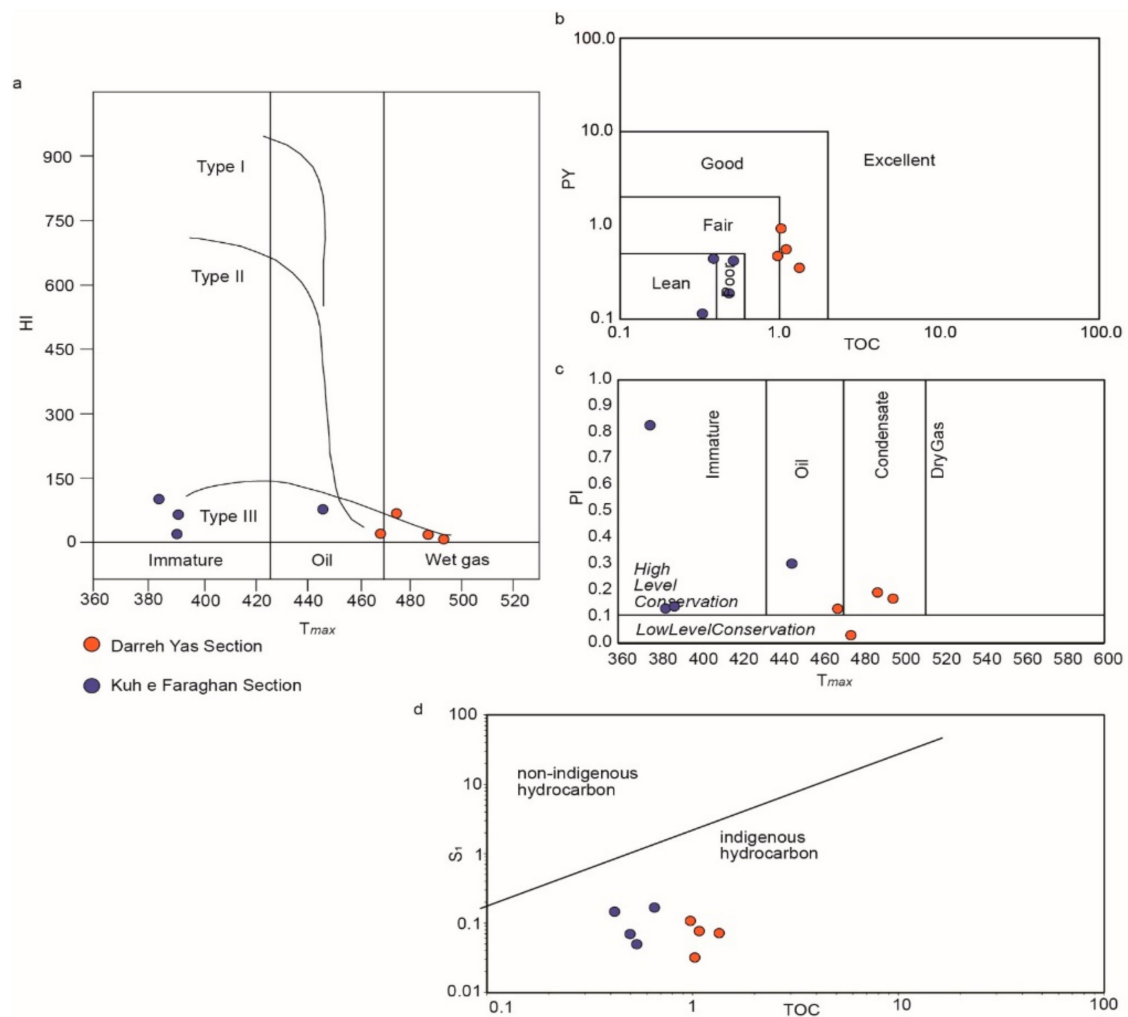 a
900
750
600
450
300
150
0
HI
Type I
Type II
Type III
Immature
Oil
Wet gas
360
400
420
440
460
480
500
520
Tmax
Darreh Yas Section
Kuh e Faraghan Section
b
100.0
10.0
1.0
0.1
PY
Good
Excellent
Fair
Lean
Poor
0.1
1.0
10.0
100.0
TOC
c
1.0
0.9
0.8
0.7
0.6
0.5
0.4
0.3
0.2
0.1
0.0
PI
Immature
Oil
Condensate
Dry Gas
High
Level
Conservation
LowLevelConservation
360
380
400
420
440
460
480
500
520
540
560
580
600
Tmax
d
100
10
1
0.1
0.01
S1
non-indigenous
hydrocarbon
indigenous
hydrocarbon
0.1
1
10
100
TOC